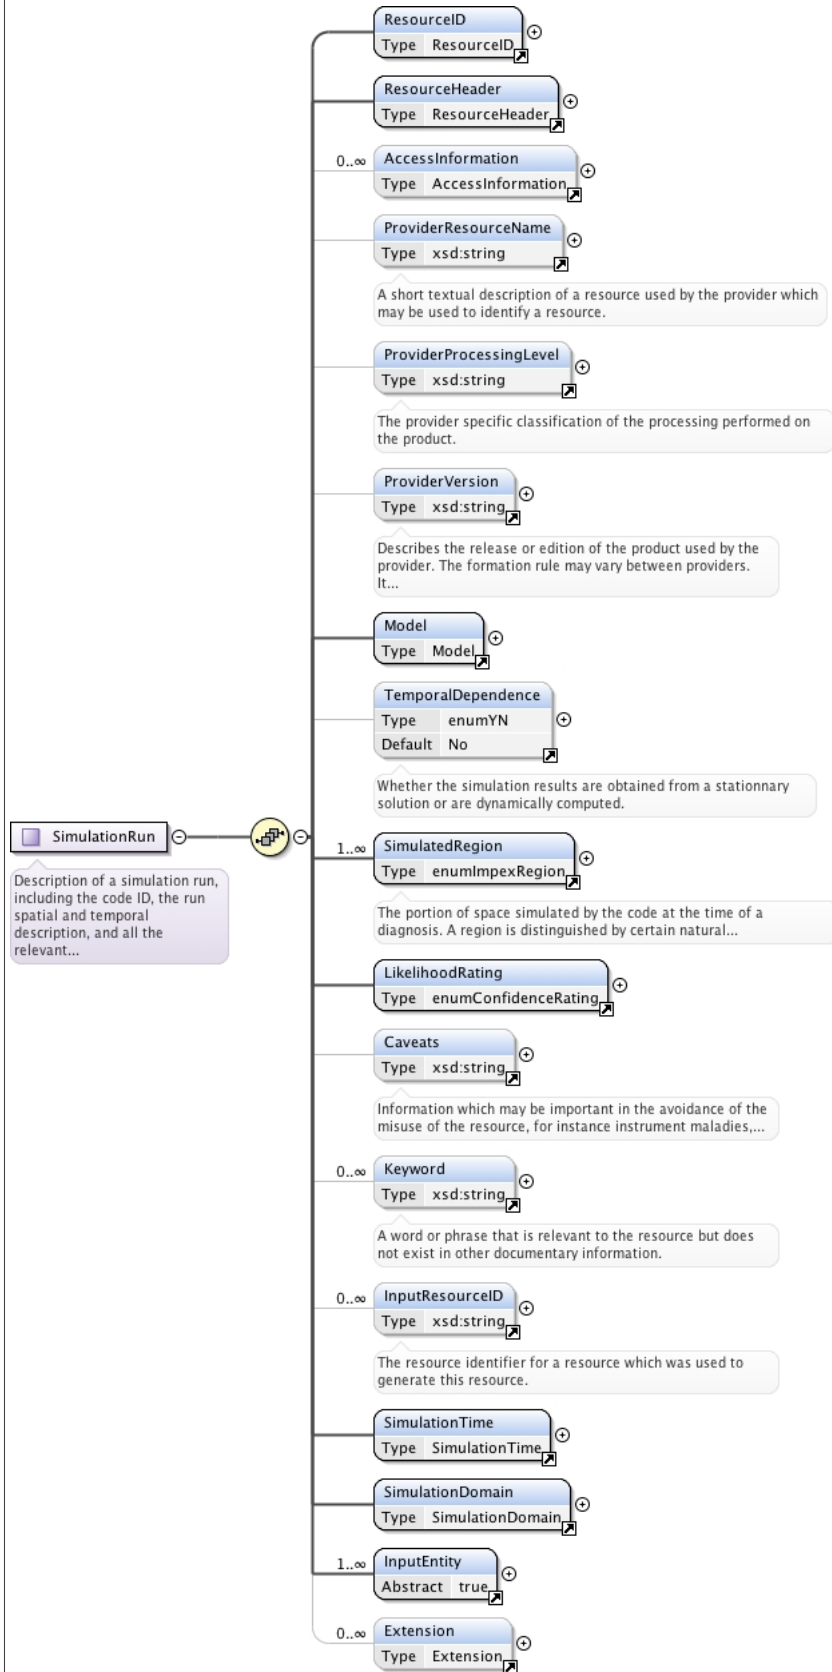 ResourceID
Type ResourceID
ResourceHeader
Type ResourceHeader
0..∞
AccessInformation
Type AccessInformation
ProviderResourceName
Type xsd:string
A short textual description of a resource used by the provider which
may be used to identify a resource.
ProviderProcessingLevel
Type xsd:string
The provider specific classification of the processing performed on
the product.
ProviderVersion
Type xsd:string
Describes the release or edition of the product used by the
provider. The formation rule may vary between providers.
It...
Model
Type Model
TemporalDependence
Type enumYN
Default No
Whether the simulation results are obtained from a stationnary
solution or are dynamically computed.
SimulationRun
Description of a simulation run,
including the code ID, the run
spatial and temporal
description, and all the
relevant...
1..∞
SimulatedRegion
Type enumImpexRegion
The portion of space simulated by the code at the time of a
diagnosis. A region is distinguished by certain natural...
LikelihoodRating
Type enumConfidenceRating
Caveats
Type xsd:string
Information which may be important in the avoidance of the
misuse of the resource, for instance instrument maladies,...
0..∞
Keyword
Type xsd:string
A word or phrase that is relevant to the resource but does
not exist in other documentary information.
0..∞
InputResourceID
Type xsd:string
The resource identifier for a resource which was used to
generate this resource.
SimulationTime
Type SimulationTime
SimulationDomain
Type SimulationDomain
1..∞
InputEntity
Abstract true
0..∞
Extension
Type Extension